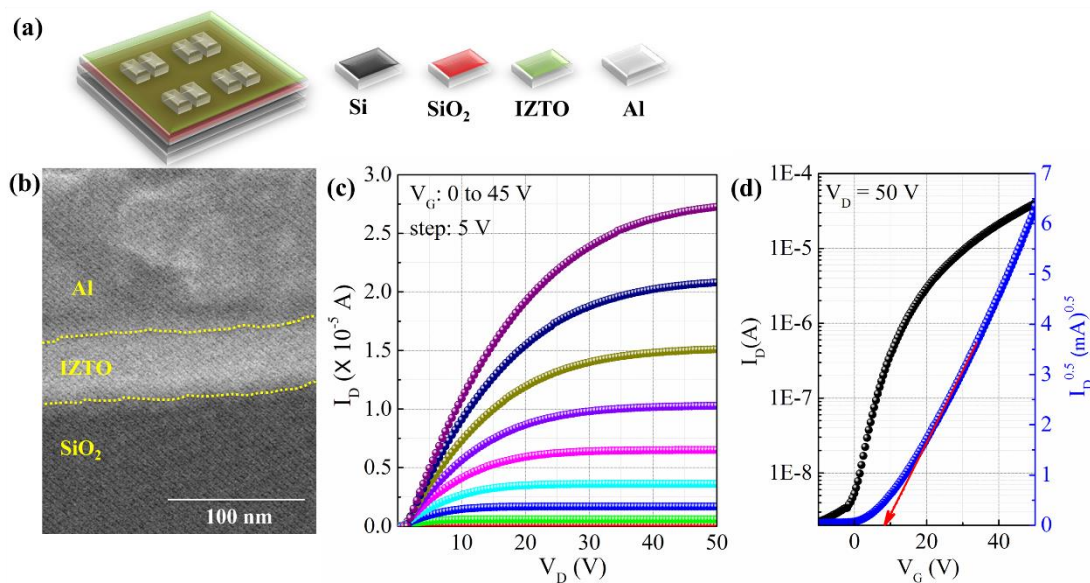 (a)
Si
SiO₂
IZTO
Al
(b)
Al
IZTO
SiO₂
100 nm
(c)
V_G: 0 to 45 V
step: 5 V
3.0
2.5
2.0
1.5
1.0
0.5
0.0
I_D (X 10⁻⁵ A)
10
20
30
40
50
V_D (V)
(d)
V_D = 50 V
1E-4
1E-5
1E-6
1E-7
1E-8
I_D(A)
0
20
40
V_G (V)
7
6
5
4
3
2
1
0
I_D^0.5 (mA)^0.5